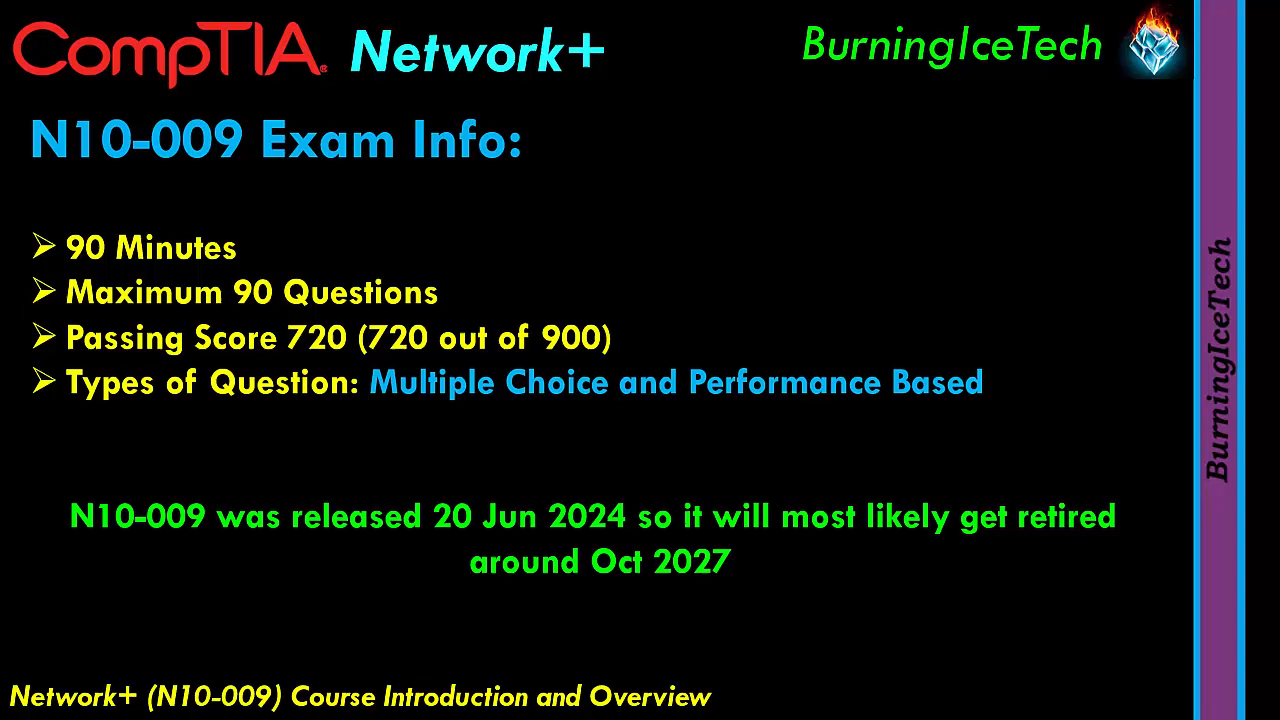 CompTIA® Network+
BurningIceTech
N10-009 Exam Info:
➢ 90 Minutes
➢ Maximum 90 Questions
➢ Passing Score 720 (720 out of 900)
➢ Types of Question: Multiple Choice and Performance Based
N10-009 was released 20 Jun 2024 so it will most likely get retired
around Oct 2027
Network+ (N10-009) Course Introduction and Overview
BurningIceTech